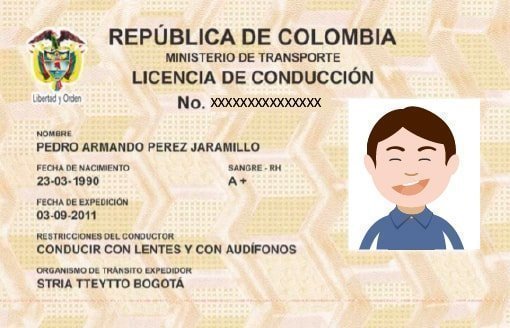 REPÚBLICA DE COLOMBIA
MINISTERIO DE TRANSPORTE
LICENCIA DE CONDUCCIÓN
No. XXXXXXXXXXXXXXX
Libertad y Orden
NOMBRE
PEDRO ARMANDO PEREZ JARAMILLO
FECHA DE NACIMIENTO SANGRE - RH
23-03-1990 A +
FECHA DE EXPEDICIÓN
03-09-2011
RESTRICCIONES DEL CONDUCTOR
CONDUCIR CON LENTES Y CON AUDÍFONOS
ORGANISMO DE TRÁNSITO EXPEDIDOR
STRIA TTEYTTO BOGOTÁ